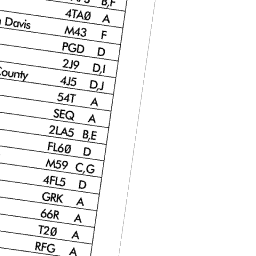 B,F
4TAØ A
Davis M43 F
PGD D
2J9 D,I
County 4J5 D,J
54T A
SEQ A
2LA5 B,E
FL6Ø D
M59 C,G
4FL5 D
GRK A
66R A
T2Ø A
RFG A